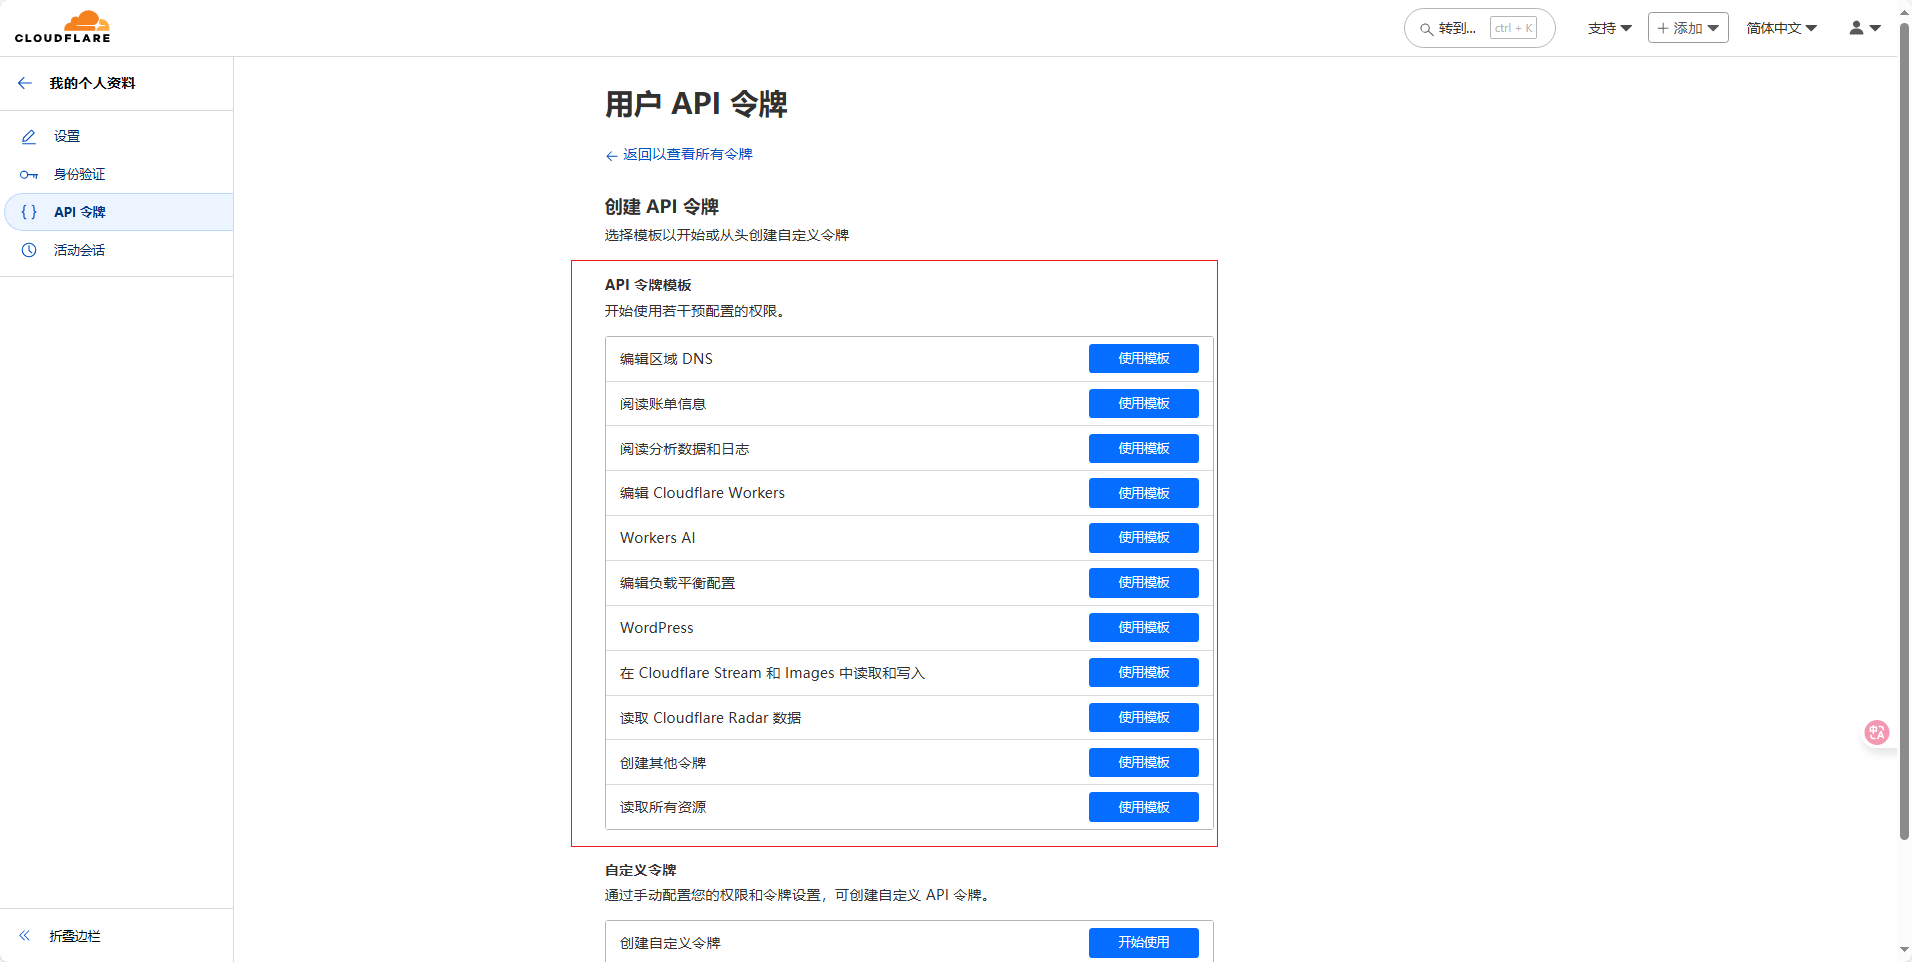 CLOUDFLARE
转到... ctrl + K
支持
+ 添加
简体中文
我的个人资料
设置
身份验证
API 令牌
活动会话
折叠边栏
用户 API 令牌
← 返回以查看所有令牌
创建 API 令牌
选择模板以开始或从头创建自定义令牌
API 令牌模板
开始使用若干预配置的权限。
编辑区域 DNS 使用模板
阅读账单信息 使用模板
阅读分析数据和日志 使用模板
编辑 Cloudflare Workers 使用模板
Workers AI 使用模板
编辑负载平衡配置 使用模板
WordPress 使用模板
在 Cloudflare Stream 和 Images 中读取和写入 使用模板
读取 Cloudflare Radar 数据 使用模板
创建其他令牌 使用模板
读取所有资源 使用模板
自定义令牌
通过手动配置您的权限和令牌设置，可创建自定义 API 令牌。
创建自定义令牌 开始使用